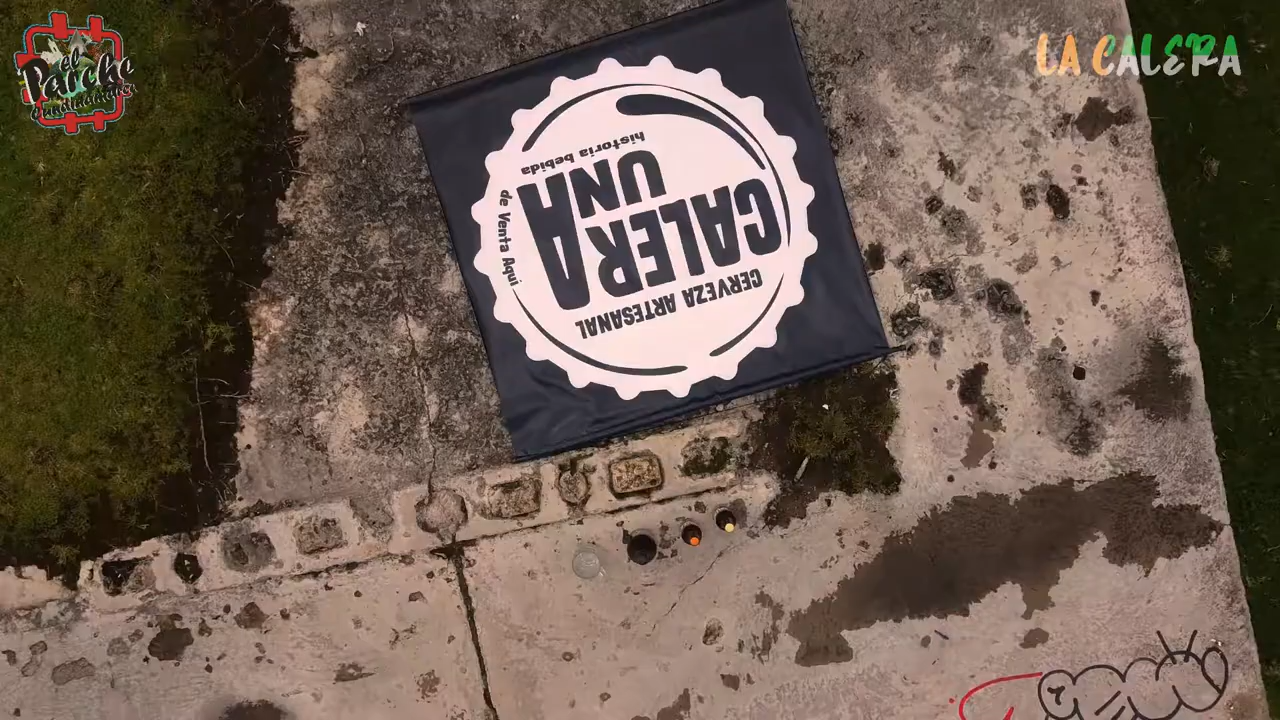 el
Parche
LA CALERA
CERVEZA ARTESANAL
CALERA
UNA
historia bebida
de Venta Aquí